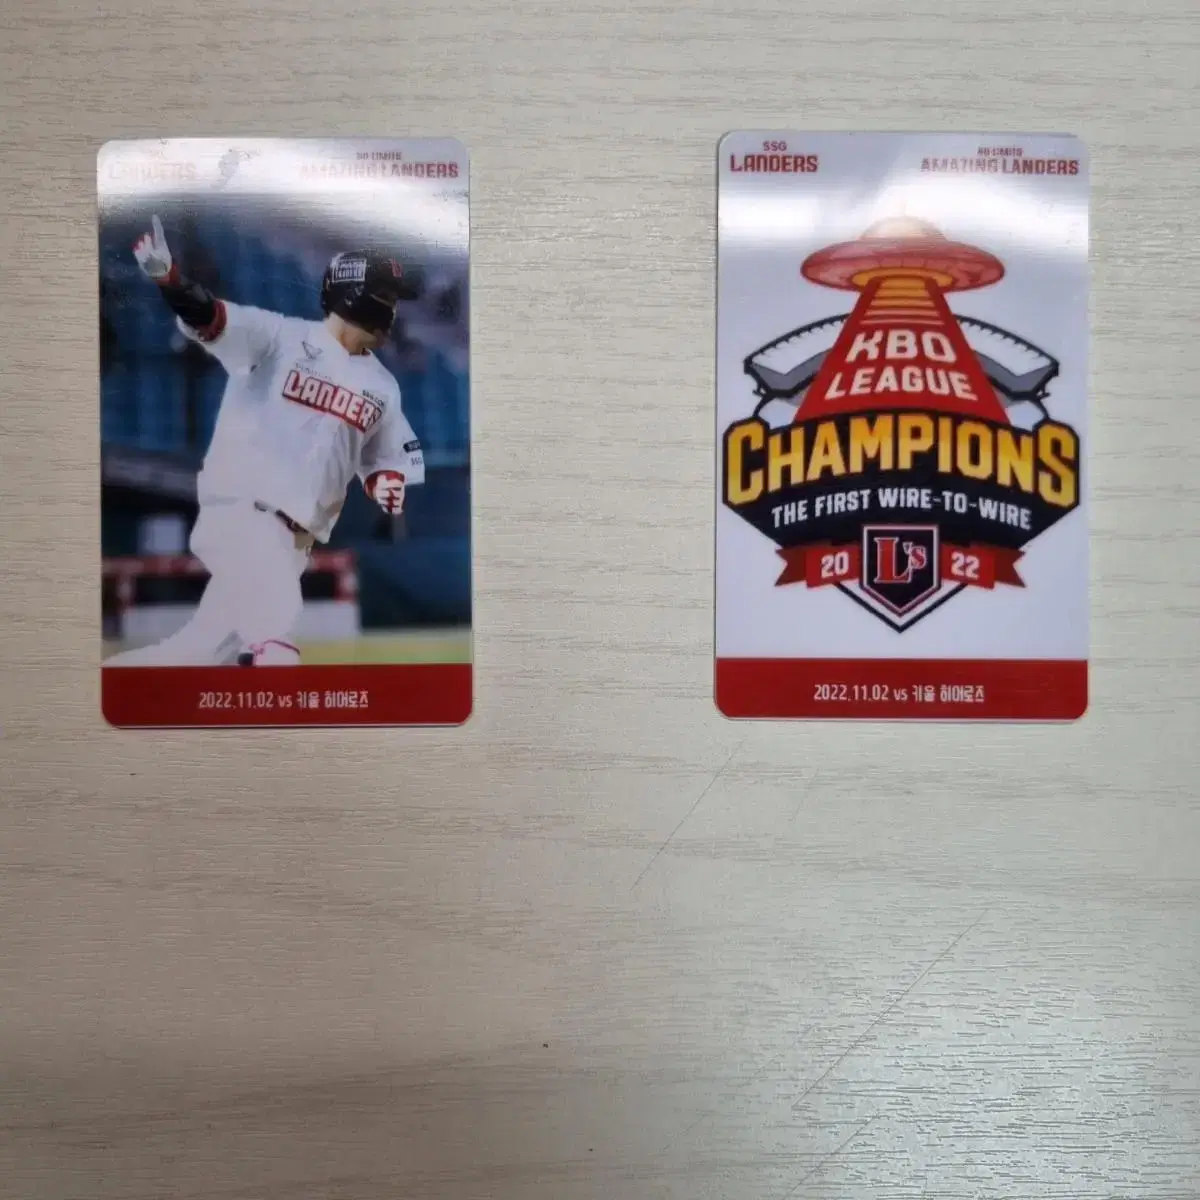 LANDERS
NO LIMITS
AMAZING LANDERS
LANDERS
2022.11.02 vs 키움 히어로즈
SSG
LANDERS
NO LIMITS
AMAZING LANDERS
KBO
LEAGUE
CHAMPIONS
THE FIRST WIRE-TO-WIRE
20 L's 22
2022.11.02 vs 키움 히어로즈